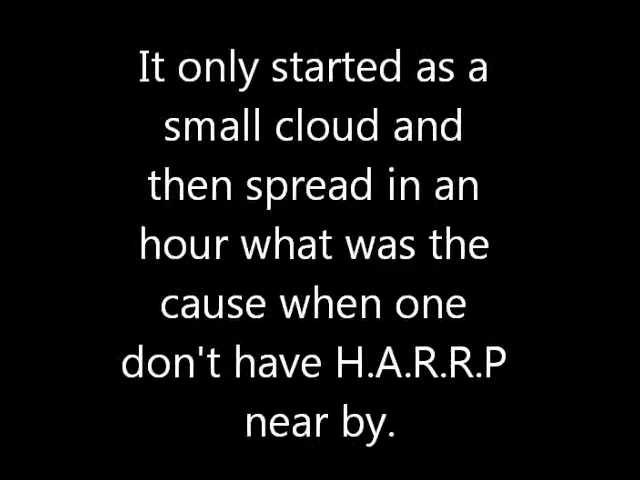 It only started as a
small cloud and
then spread in an
hour what was the
cause when one
don't have H.A.R.R.P
near by.